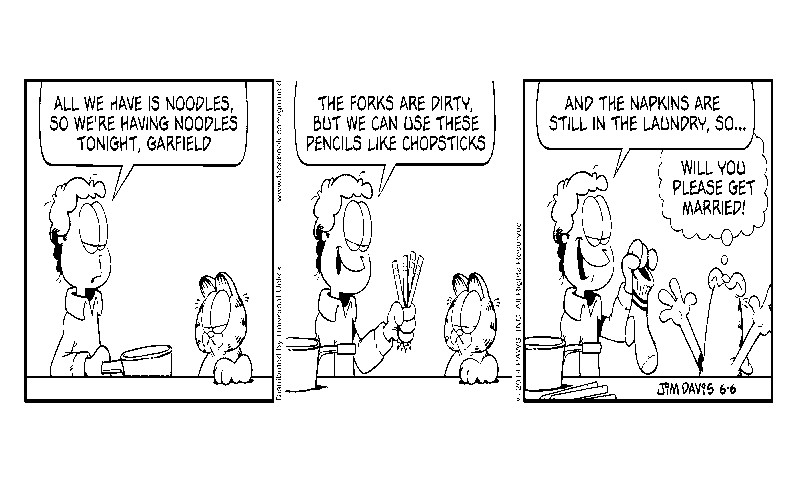 ALL WE HAVE IS NOODLES,
SO WE'RE HAVING NOODLES
TONIGHT, GARFIELD
THE FORKS ARE DIRTY,
BUT WE CAN USE THESE
PENCILS LIKE CHOPSTICKS
AND THE NAPKINS ARE
STILL IN THE LAUNDRY, SO...
WILL YOU
PLEASE GET
MARRIED!
JIM DAVIS 6-6